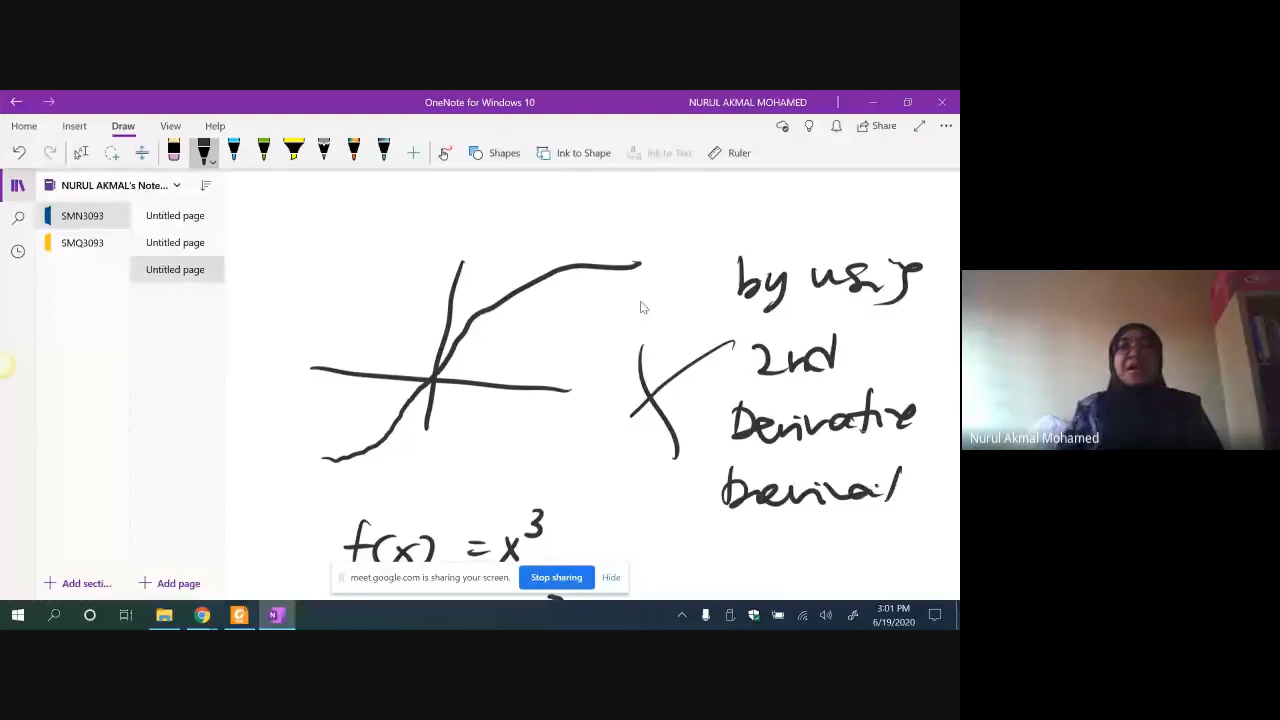 OneNote for Windows 10
NURUL AKMAL MOHAMED
Home Insert Draw View Help
Share
Shapes
Ink to Shape
Ink to Text
Ruler
NURUL AKMAL's Note...
SMN3093
SMQ3093
Untitled page
Untitled page
Untitled page
by using
2nd
Derivative
f(x) = x³
Nurul Akmal Mohamed
meet.google.com is sharing your screen.
Stop sharing
Hide
Add secti...
Add page
3:01 PM
6/19/2020